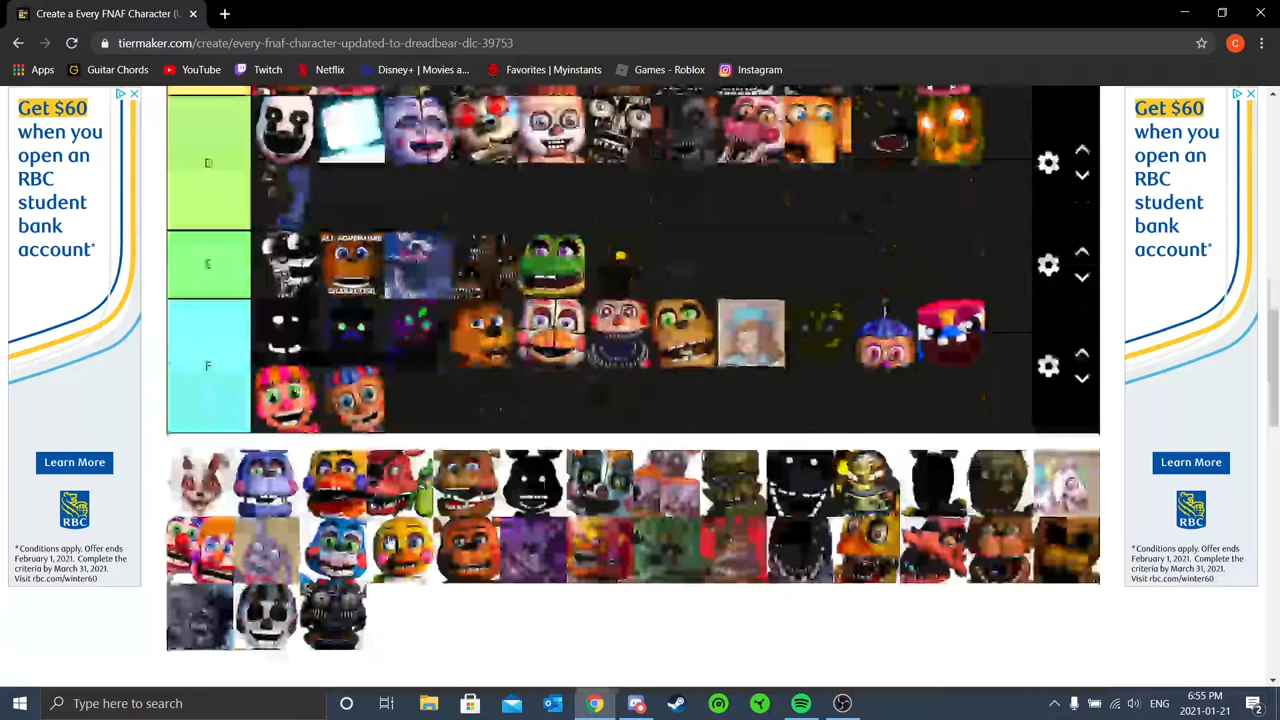 Create a Every FNAF Character (U
tiermaker.com/create/every-fnaf-character-updated-to-dreadbear-dlc-39753
C
Apps
Guitar Chords
YouTube
Twitch
Netflix
Disney+ | Movies a...
Favorites | Myinstants
Games - Roblox
Instagram
Get $60
when you
open an
RBC
student
bank
account*
Learn More
RBC
*Conditions apply. Offer ends
February 1, 2021. Complete the
criteria by March 31, 2021.
Visit rbc.com/winter60
D
E
F
Get $60
when you
open an
RBC
student
bank
account*
Learn More
RBC
*Conditions apply. Offer ends
February 1, 2021. Complete the
criteria by March 31, 2021.
Visit rbc.com/winter60
Type here to search
ENG
6:55 PM
2021-01-21
2